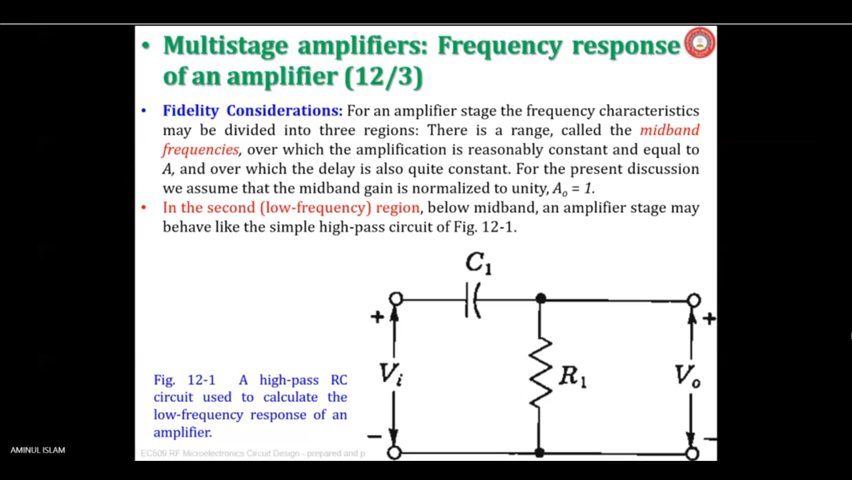 • Multistage amplifiers: Frequency response
of an amplifier (12/3)
• Fidelity Considerations: For an amplifier stage the frequency characteristics
may be divided into three regions: There is a range, called the midband
frequencies, over which the amplification is reasonably constant and equal to
A, and over which the delay is also quite constant. For the present discussion
we assume that the midband gain is normalized to unity, Ao = 1.
• In the second (low-frequency) region, below midband, an amplifier stage may
behave like the simple high-pass circuit of Fig. 12-1.
C1
+
+
Vi
R1
Vo
−
−
Fig. 12-1 A high-pass RC
circuit used to calculate the
low-frequency response of an
amplifier.
AMINUL ISLAM
EC509 RF Microelectronics Circuit Design - prepared and p